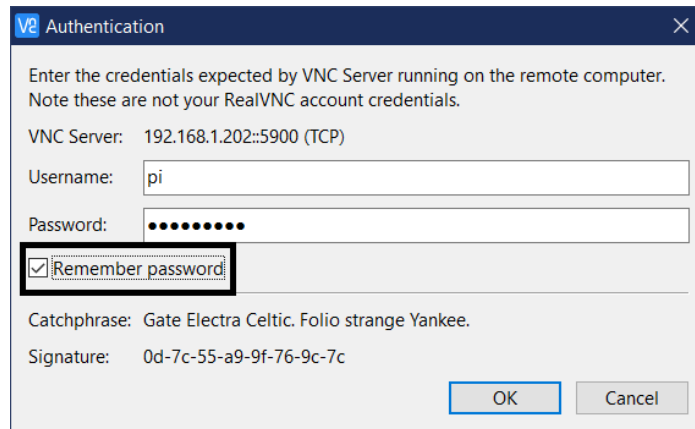 V2 Authentication
Enter the credentials expected by VNC Server running on the remote computer.
Note these are not your RealVNC account credentials.
VNC Server: 192.168.1.202::5900 (TCP)
Username: pi
Password: ●●●●●●●●●
Remember password
Catchphrase: Gate Electra Celtic. Folio strange Yankee.
Signature: 0d-7c-55-a9-9f-76-9c-7c
OK Cancel